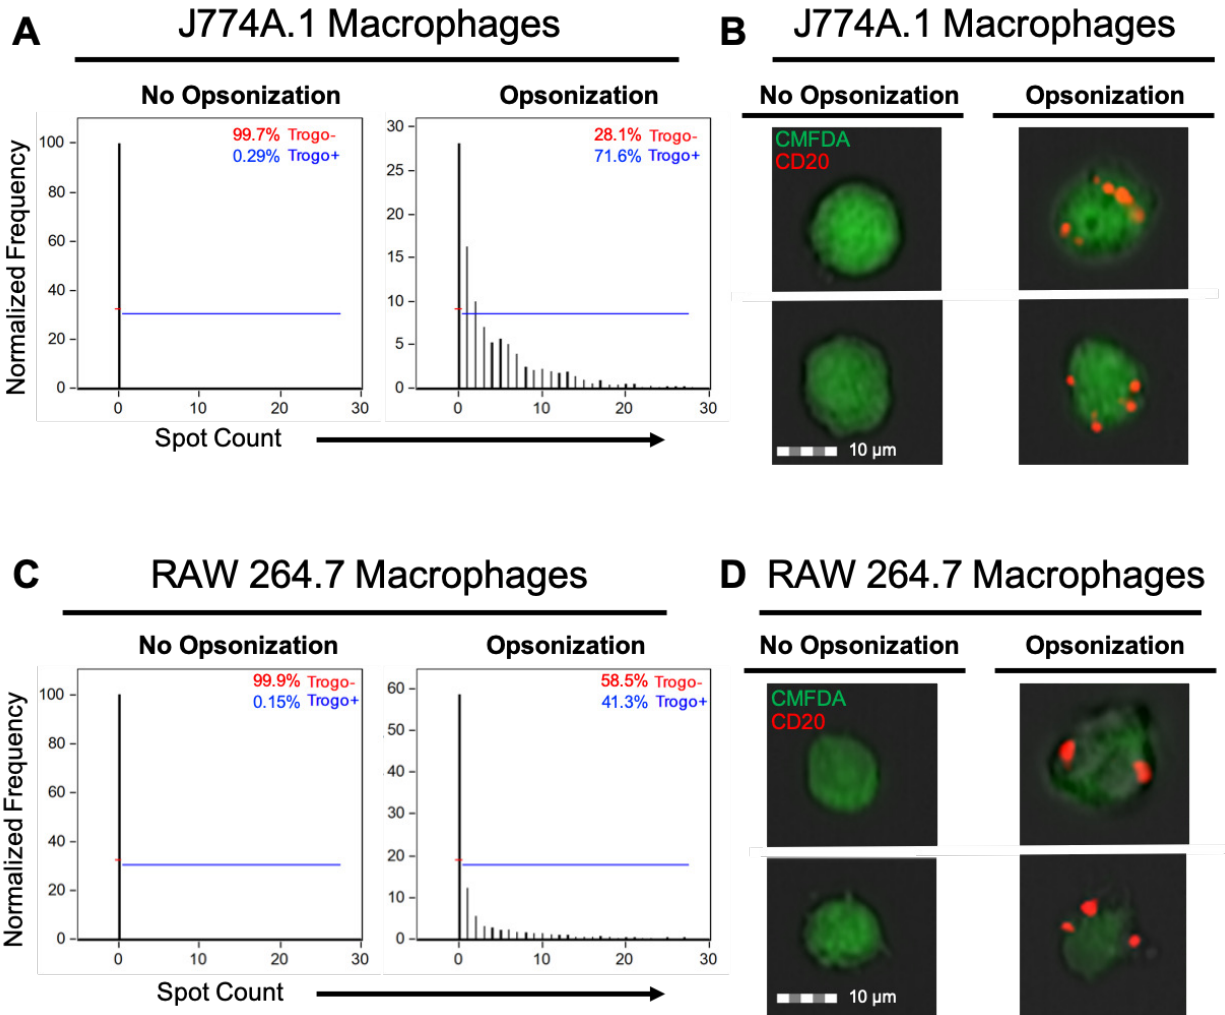 A
J774A.1 Macrophages
No Opsonization
Opsonization
Normalized Frequency
100
80
60
40
20
0
99.7% Trogo-
0.29% Trogo+
0 10 20 30
30
25
20
15
10
5
0
28.1% Trogo-
71.6% Trogo+
0 10 20 30
Spot Count
B
J774A.1 Macrophages
No Opsonization
Opsonization
CMFDA
CD20
10 µm
C
RAW 264.7 Macrophages
No Opsonization
Opsonization
Normalized Frequency
100
80
60
40
20
0
99.9% Trogo-
0.15% Trogo+
0 10 20 30
60
50
40
30
20
10
0
58.5% Trogo-
41.3% Trogo+
0 10 20 30
Spot Count
D
RAW 264.7 Macrophages
No Opsonization
Opsonization
CMFDA
CD20
10 µm